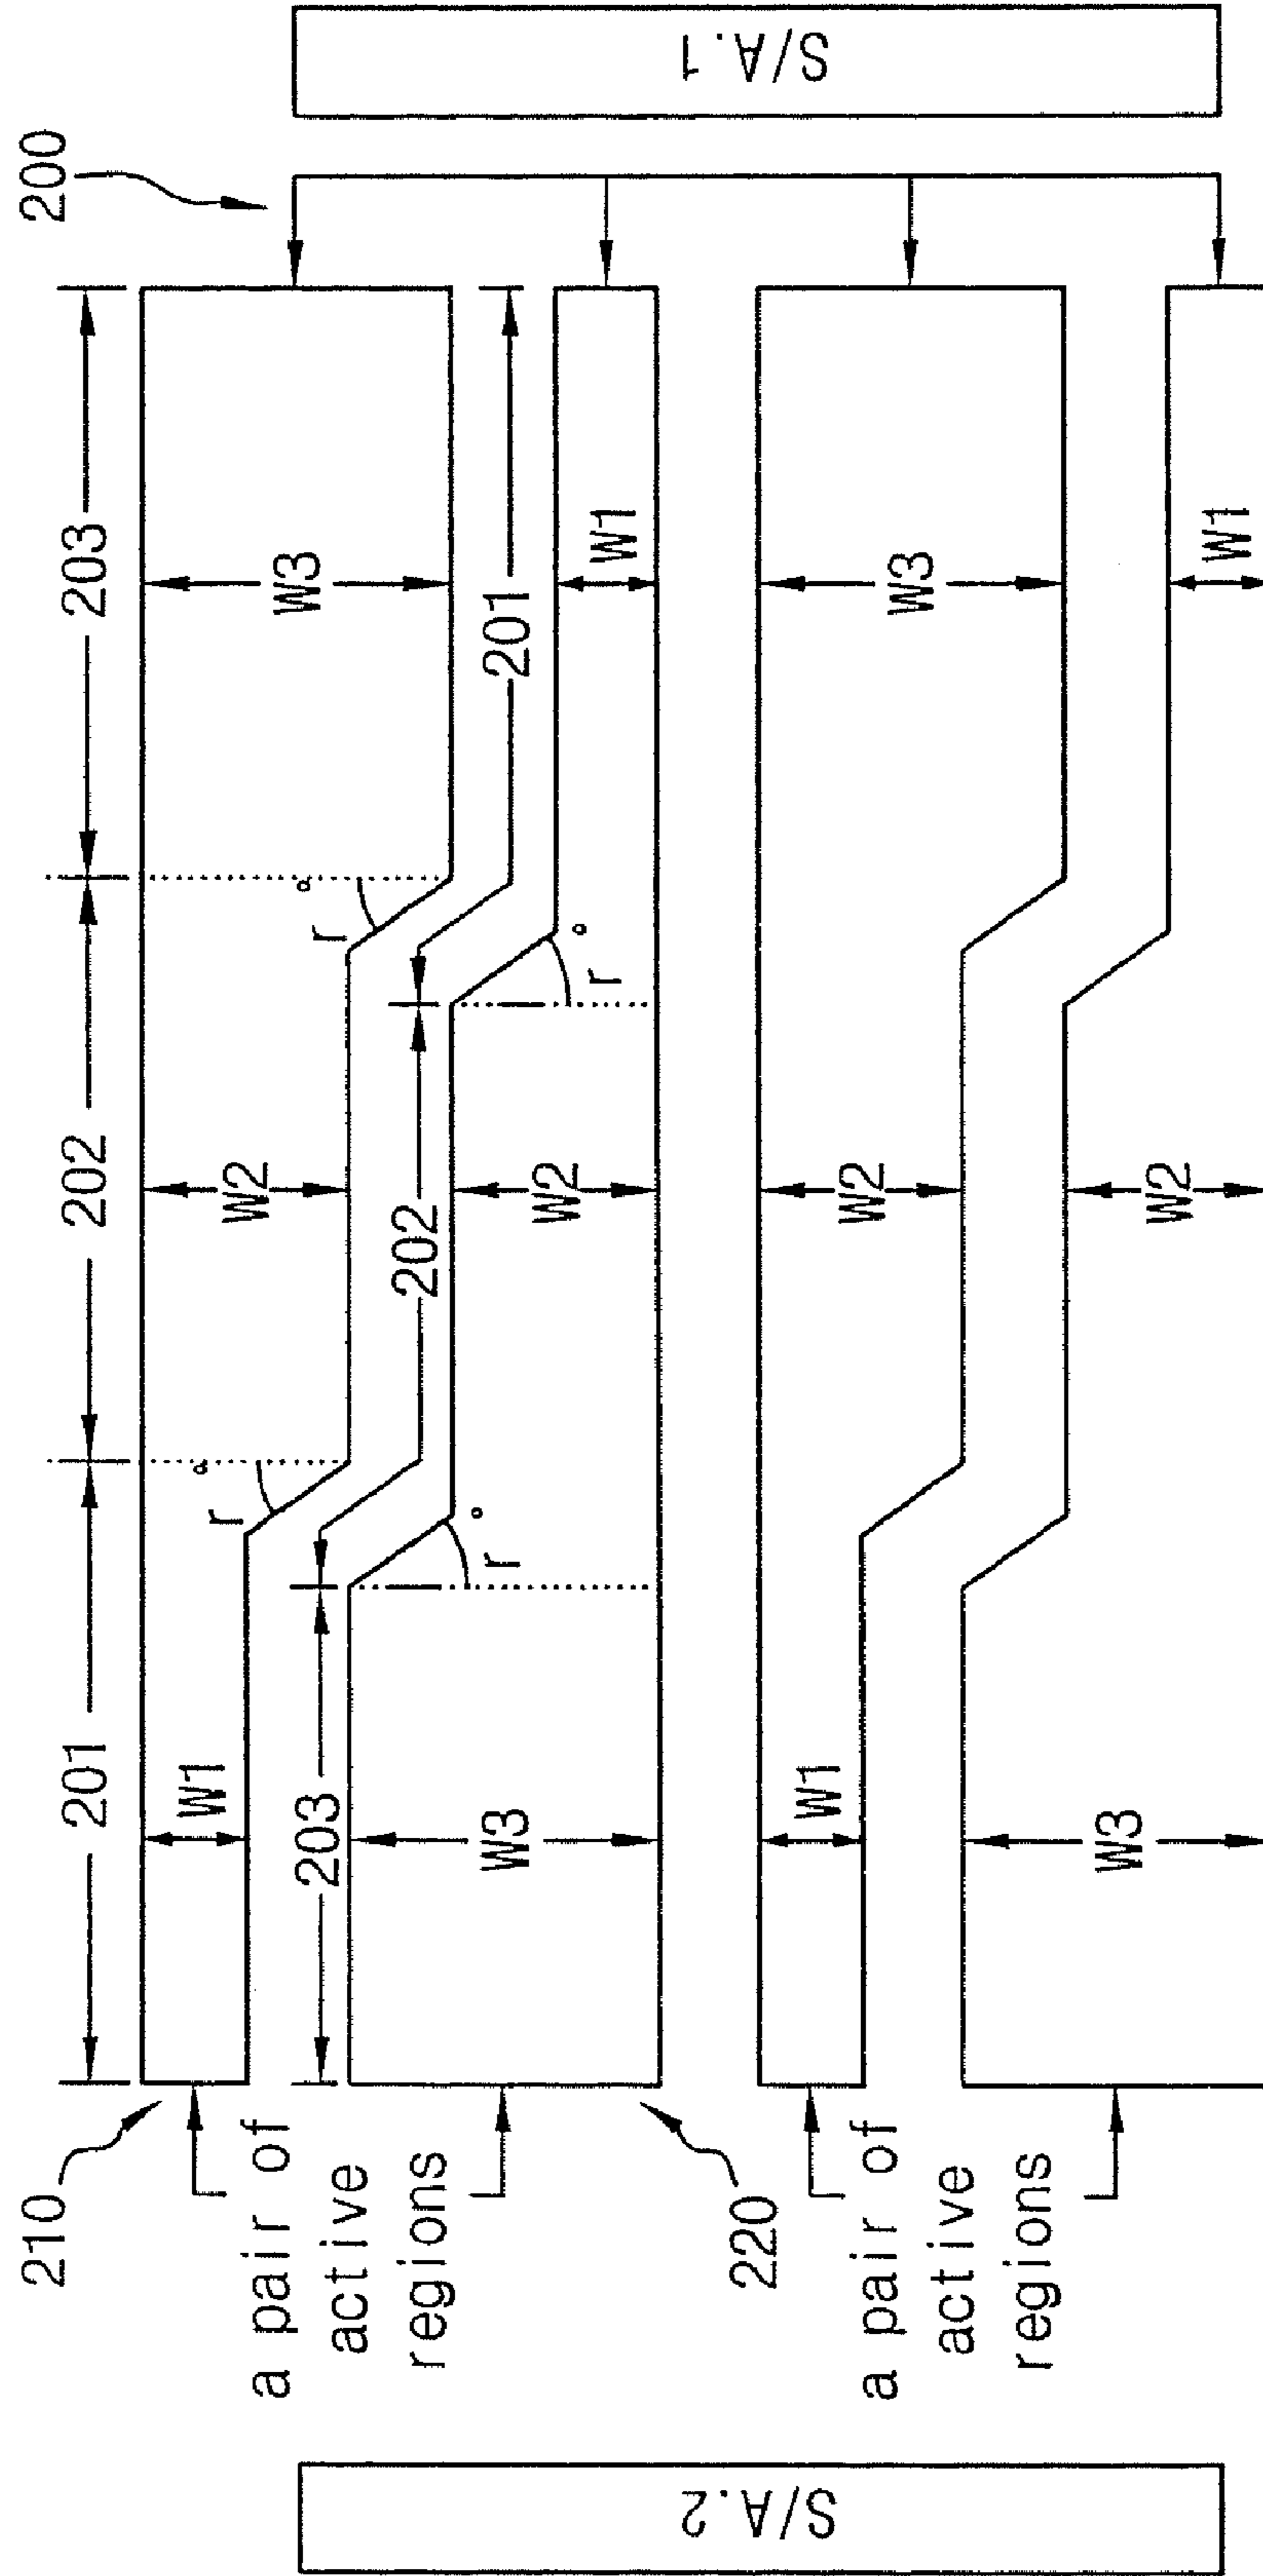 200
S/A.1
203
W3
201
W1
W3
W1
r°
r°
202
W2
202
W2
W2
W2
r°
r°
201
W1
203
W3
W1
W3
210
a pair of
active
regions
220
a pair of
active
regions
S/A.2